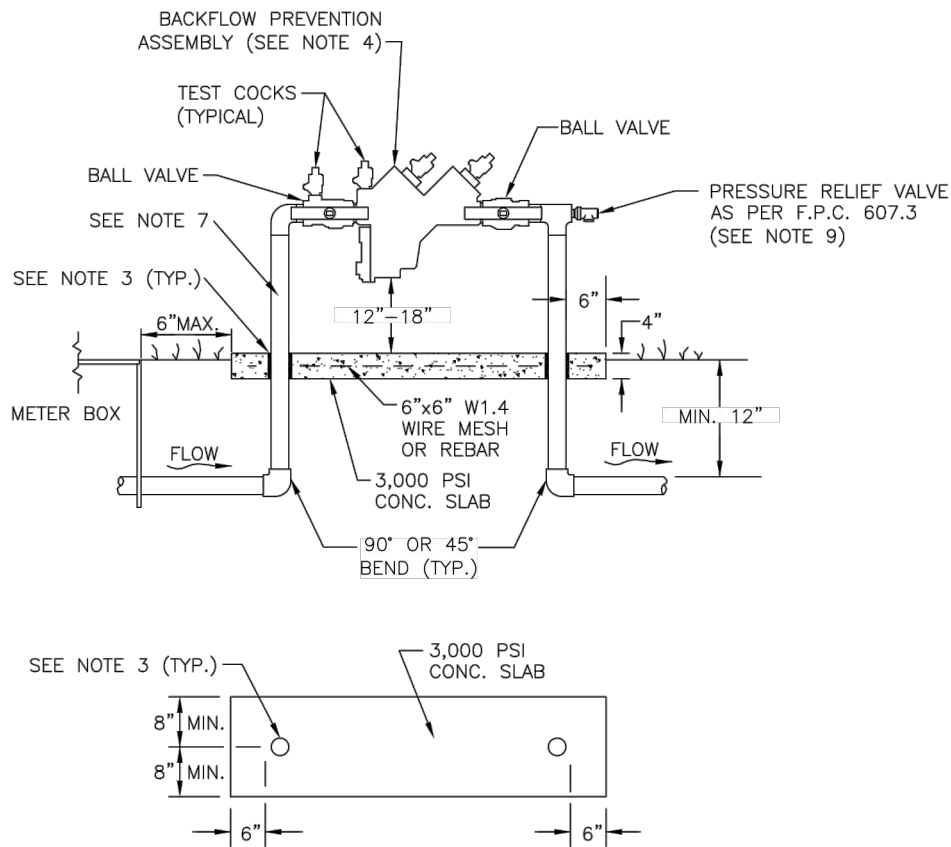 BACKFLOW PREVENTION
ASSEMBLY (SEE NOTE 4)
TEST COCKS
(TYPICAL)
BALL VALVE
BALL VALVE
SEE NOTE 7
PRESSURE RELIEF VALVE
AS PER F.P.C. 607.3
(SEE NOTE 9)
SEE NOTE 3 (TYP.)
6"MAX.
12"-18"
6"
4"
METER BOX
6"x6" W1.4
WIRE MESH
OR REBAR
MIN. 12"
FLOW
FLOW
3,000 PSI
CONC. SLAB
90° OR 45°
BEND (TYP.)
SEE NOTE 3 (TYP.)
3,000 PSI
CONC. SLAB
8" MIN.
8" MIN.
6"
6"